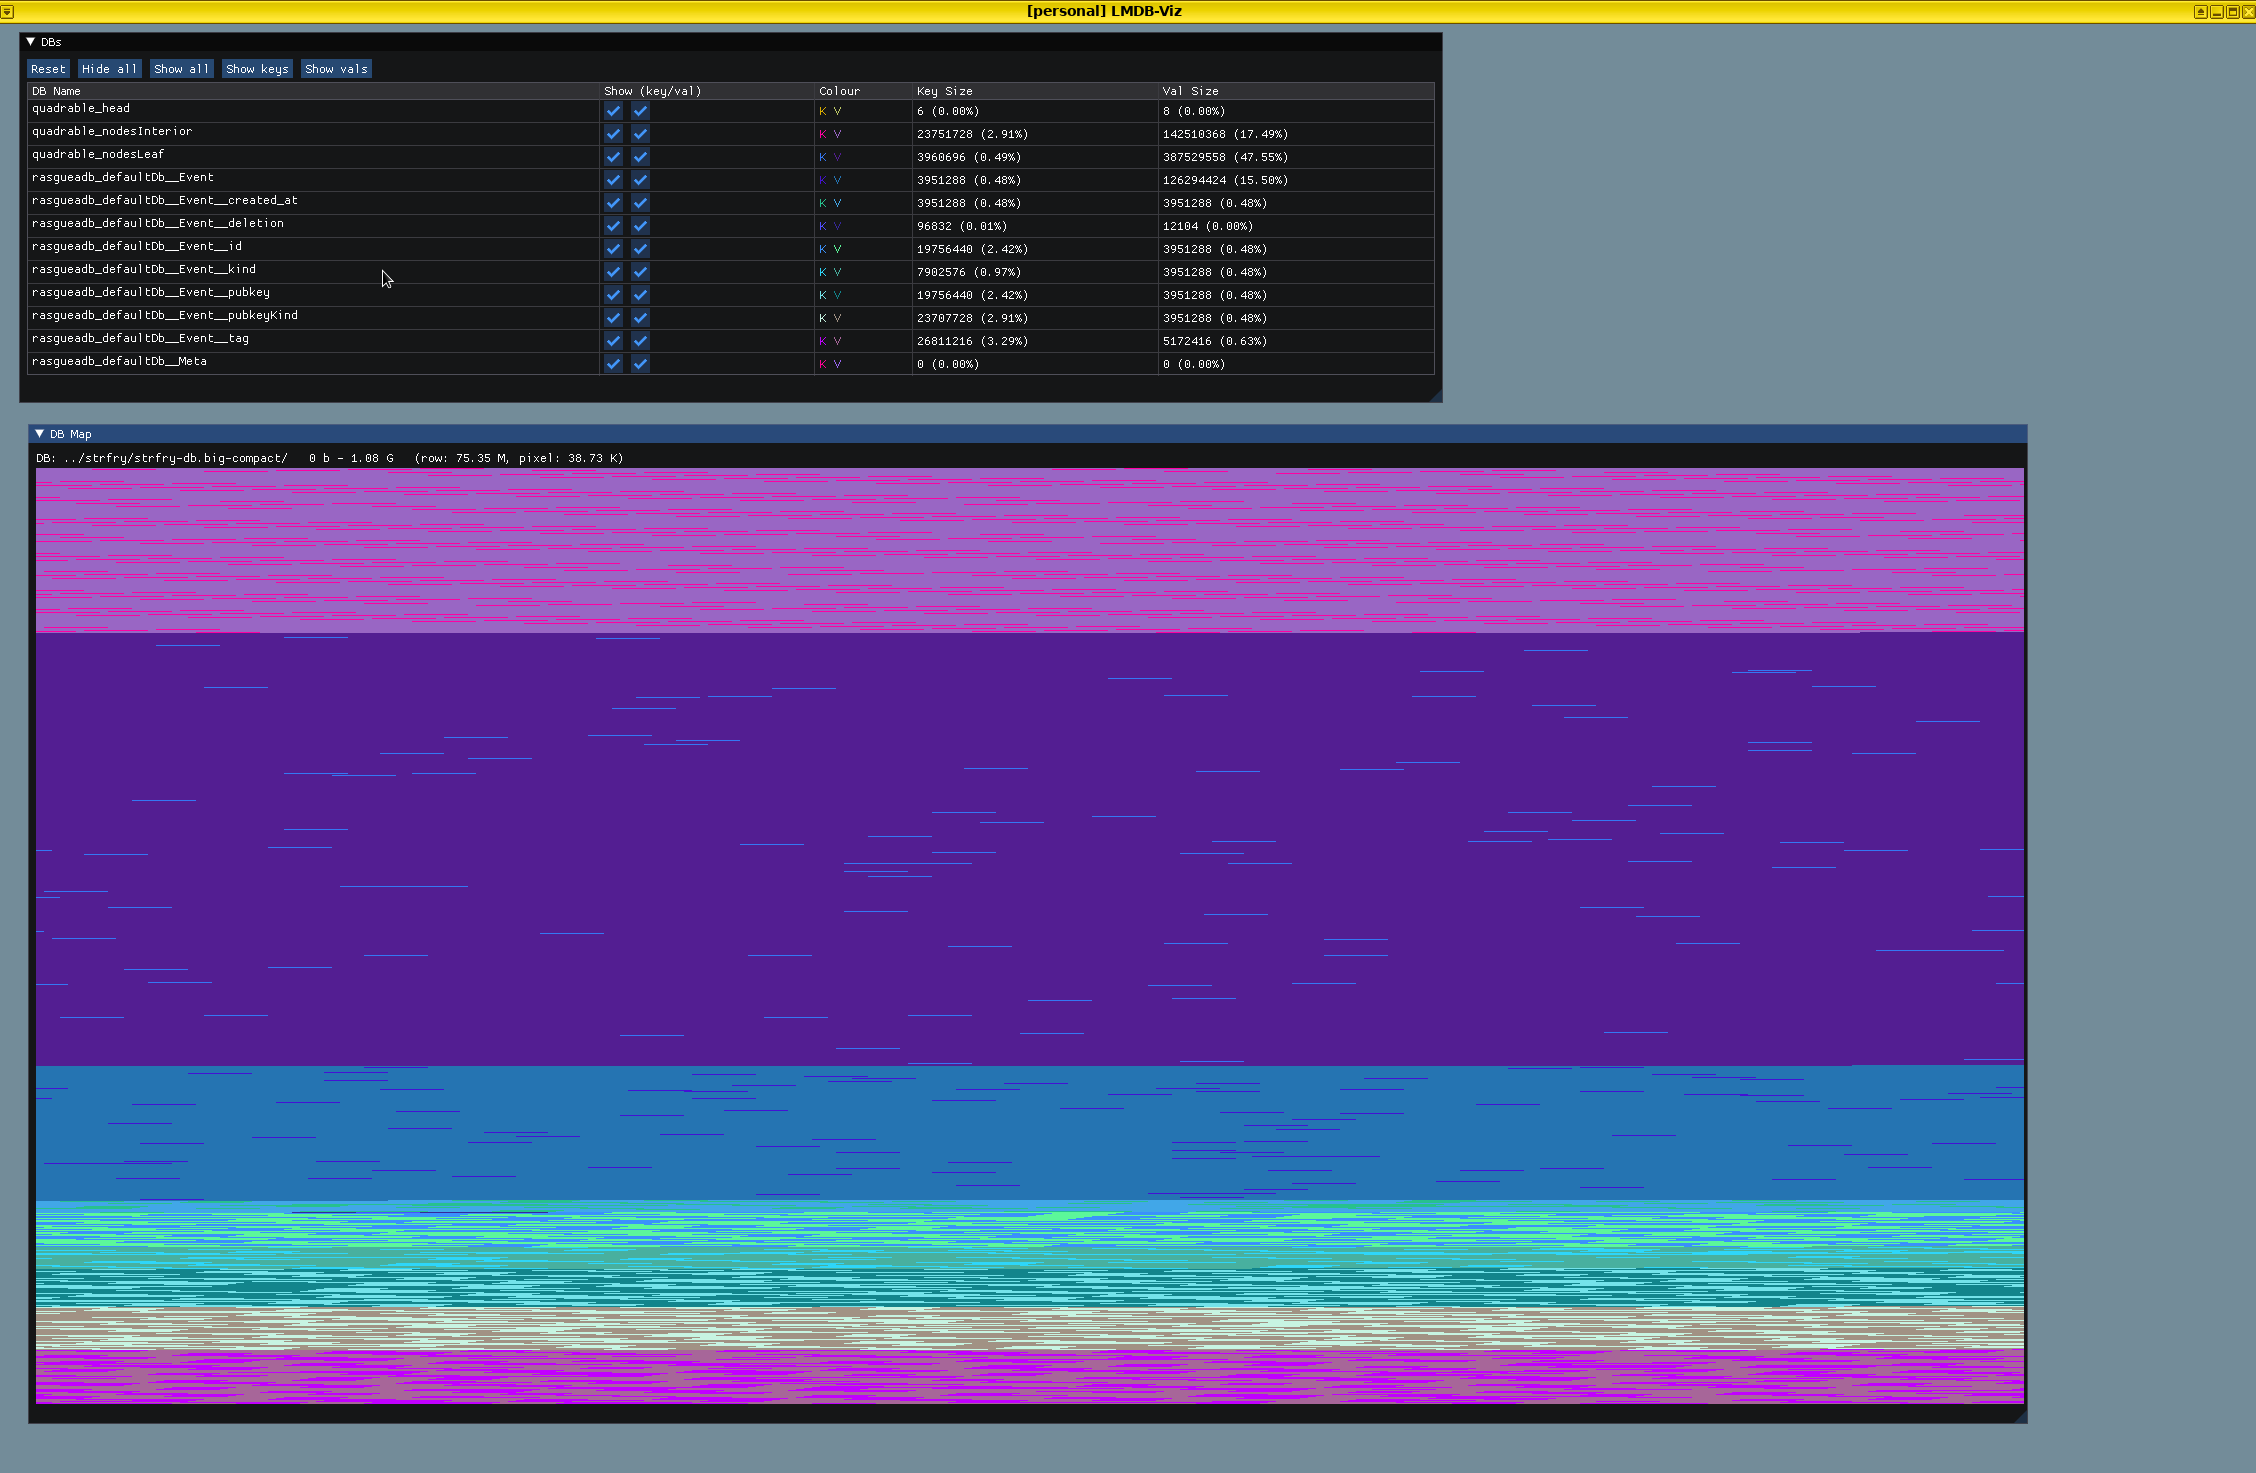 [personal] LMDB-Viz
DBs
Reset Hide all Show all Show keys Show vals
DB Name Show (key/val) Colour Key Size Val Size
quadrable_head K V 6 (0.00%) 8 (0.00%)
quadrable_nodesInterior K V 23751728 (2.91%) 142510368 (17.49%)
quadrable_nodesLeaf K V 3960696 (0.49%) 387529558 (47.55%)
rasgueadb_defaultDb__Event K V 3951288 (0.48%) 126294424 (15.50%)
rasgueadb_defaultDb__Event__created_at K V 3951288 (0.48%) 3951288 (0.48%)
rasgueadb_defaultDb__Event__deletion K V 96832 (0.01%) 12104 (0.00%)
rasgueadb_defaultDb__Event__id K V 19756440 (2.42%) 3951288 (0.48%)
rasgueadb_defaultDb__Event__kind K V 7902576 (0.97%) 3951288 (0.48%)
rasgueadb_defaultDb__Event__pubkey K V 19756440 (2.42%) 3951288 (0.48%)
rasgueadb_defaultDb__Event__pubkeyKind K V 23707728 (2.91%) 3951288 (0.48%)
rasgueadb_defaultDb__Event__tag K V 26811216 (3.29%) 5172416 (0.63%)
rasgueadb_defaultDb__Meta K V 0 (0.00%) 0 (0.00%)
DB Map
DB: ../strfry/strfry-db.big-compact/ 0 b - 1.08 G (row: 75.35 M, pixel: 38.73 K)